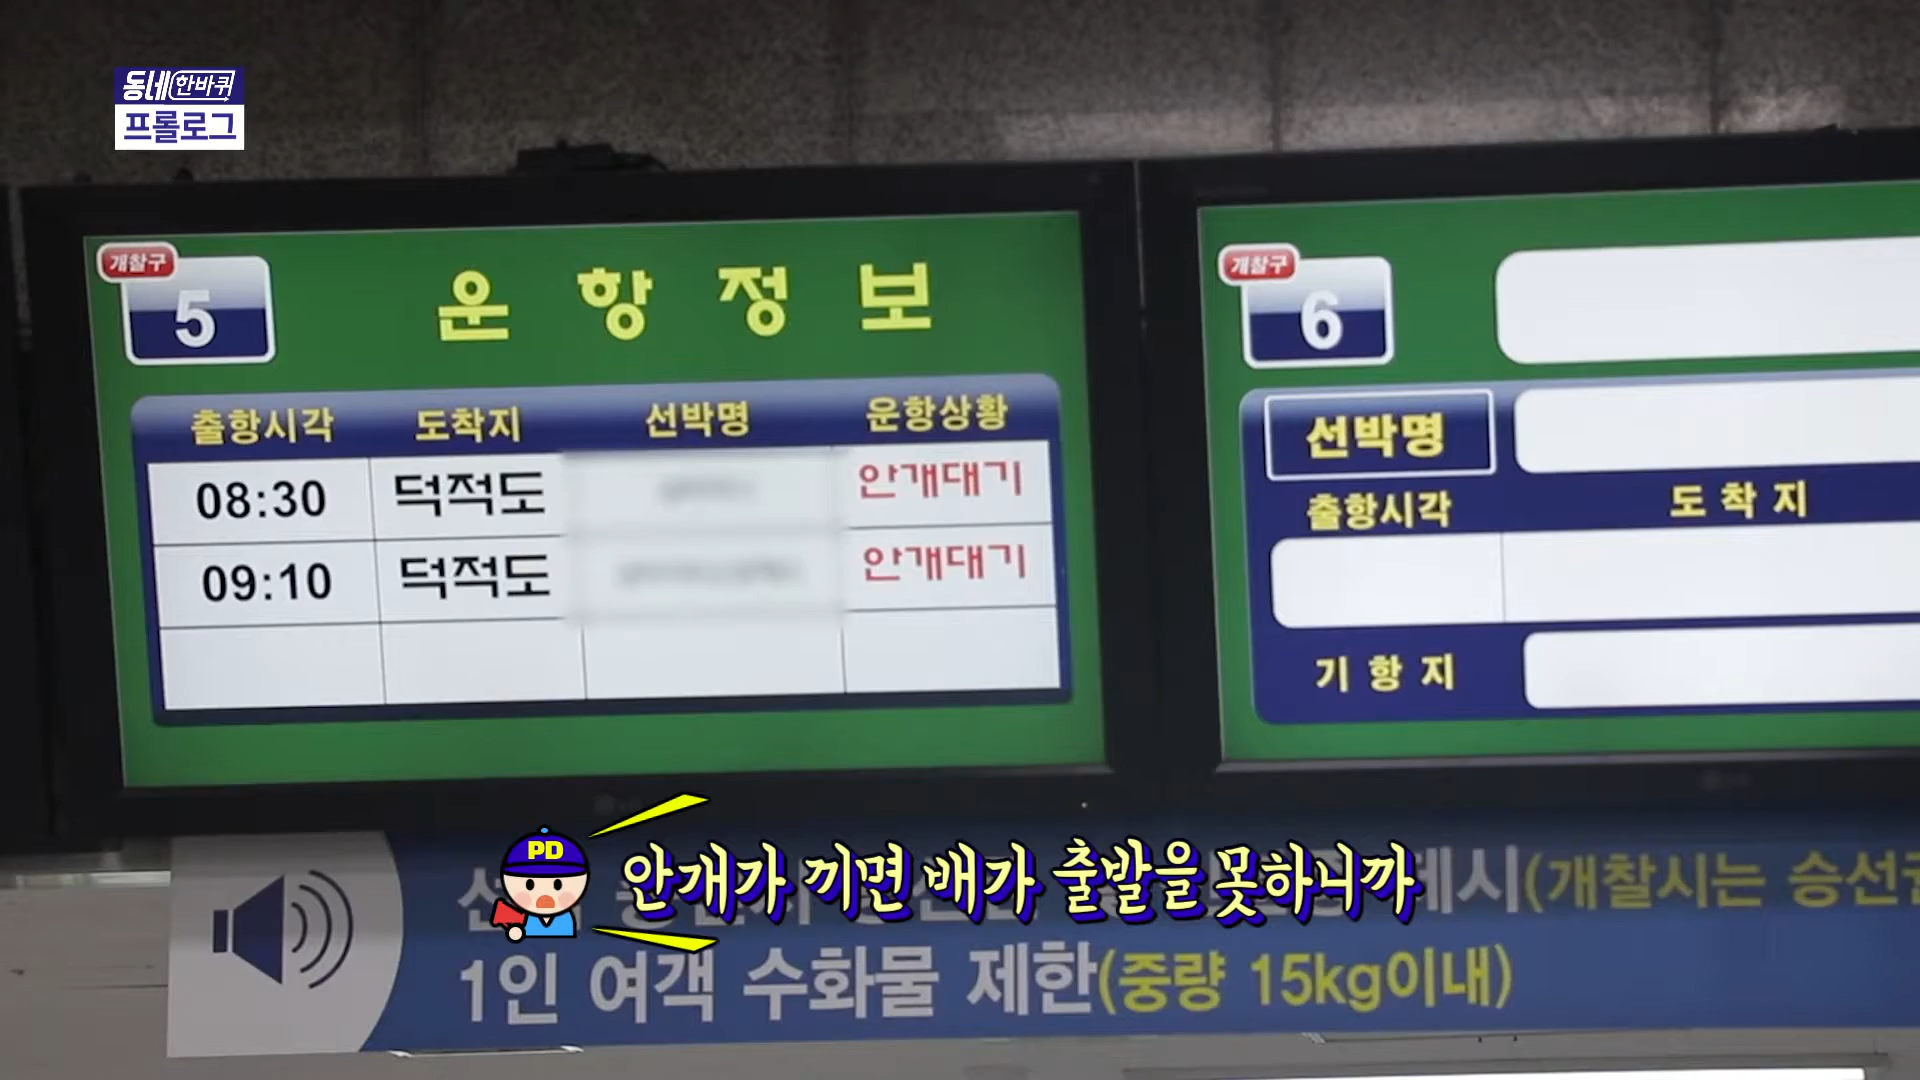 동네한바퀴
프롤로그
개찰구
5
운항정보
출항시각 도착지 선박명 운항상황
08:30 덕적도 안개대기
09:10 덕적도 안개대기
개찰구
6
선박명
출항시각 도착지
기항지
PD
안개가 끼면 배가 출발을 못하니까
(개찰시는 승선권
1인 여객 수화물 제한(중량 15kg이내)